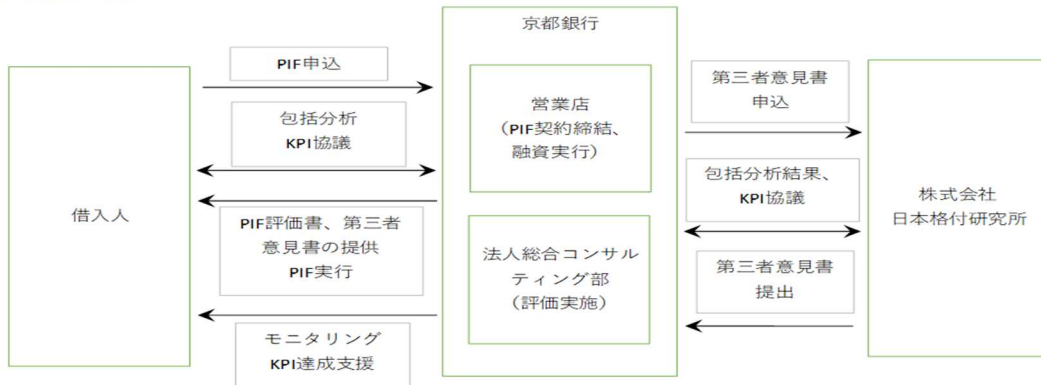 借入人
PIF申込
包括分析
KPI協議
PIF評価書、第三者
意見書の提供
PIF実行
モニタリング
KPI達成支援
京都銀行
営業店
（PIF契約締結、
融資実行）
法人総合コンサル
ティング部
（評価実施）
第三者意見書
申込
包括分析結果、
KPI協議
第三者意見書
提出
株式会社
日本格付研究所